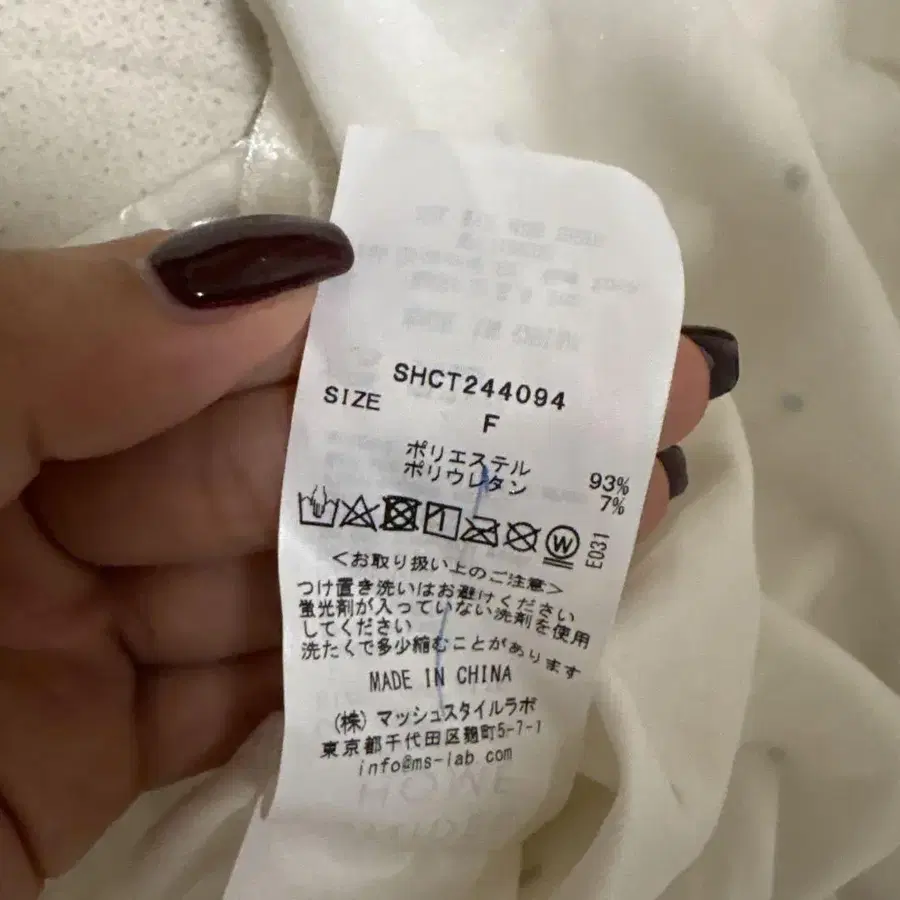 SHCT244094
SIZE F
ポリエステル 93%
ポリウレタン 7%
W E031
<お取り扱い上のご注意>
つけ置き洗いはお避けください
蛍光剤が入っていない洗剤を使用
してください
洗たくで多少縮むことがあります
MADE IN CHINA
(株) マッシュスタイルラボ
東京都千代田区麹町5-7-1
info@ms-lab.com